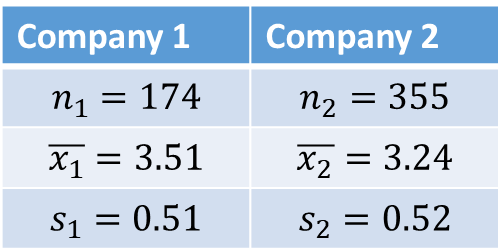 Company 1 Company 2
n₁ = 174 n₂ = 355
x̅₁ = 3.51 x̅₂ = 3.24
s₁ = 0.51 s₂ = 0.52